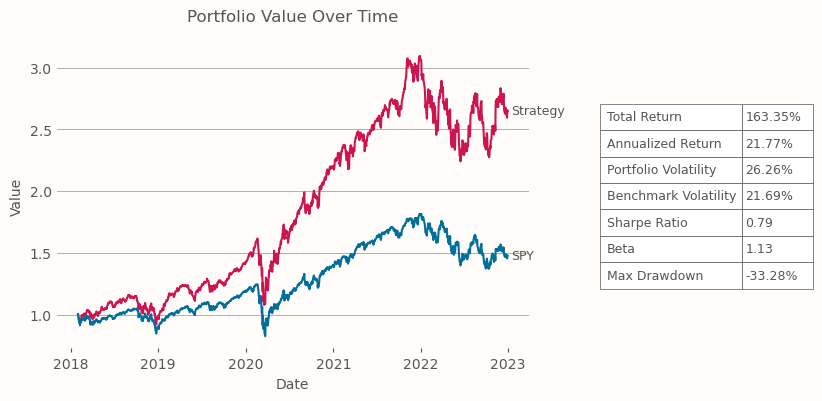 Portfolio Value Over Time
Value
3.0
2.5
2.0
1.5
1.0
2018 2019 2020 2021 2022 2023
Date
Strategy
SPY
Total Return 163.35%
Annualized Return 21.77%
Portfolio Volatility 26.26%
Benchmark Volatility 21.69%
Sharpe Ratio 0.79
Beta 1.13
Max Drawdown -33.28%